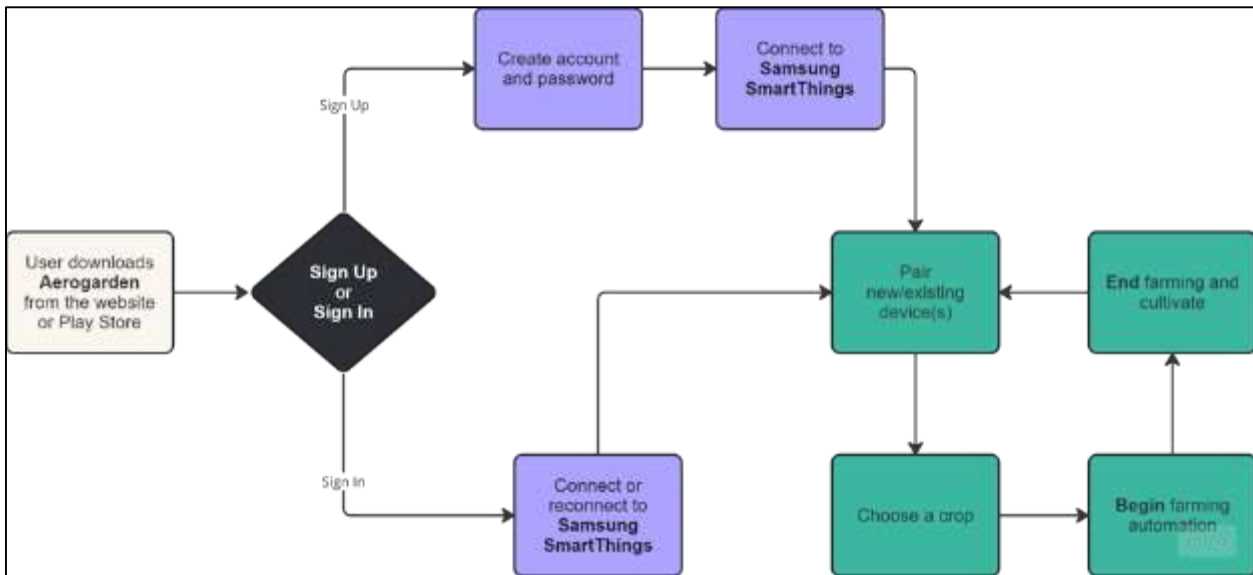 Create account
and password
Connect to
Samsung
SmartThings
Sign Up
User downloads
Aerogarden
from the website
or Play Store
Sign Up
or
Sign In
Pair
new/existing
device(s)
End farming and
cultivate
Sign In
Connect or
reconnect to
Samsung
SmartThings
Choose a crop
Begin farming
automation